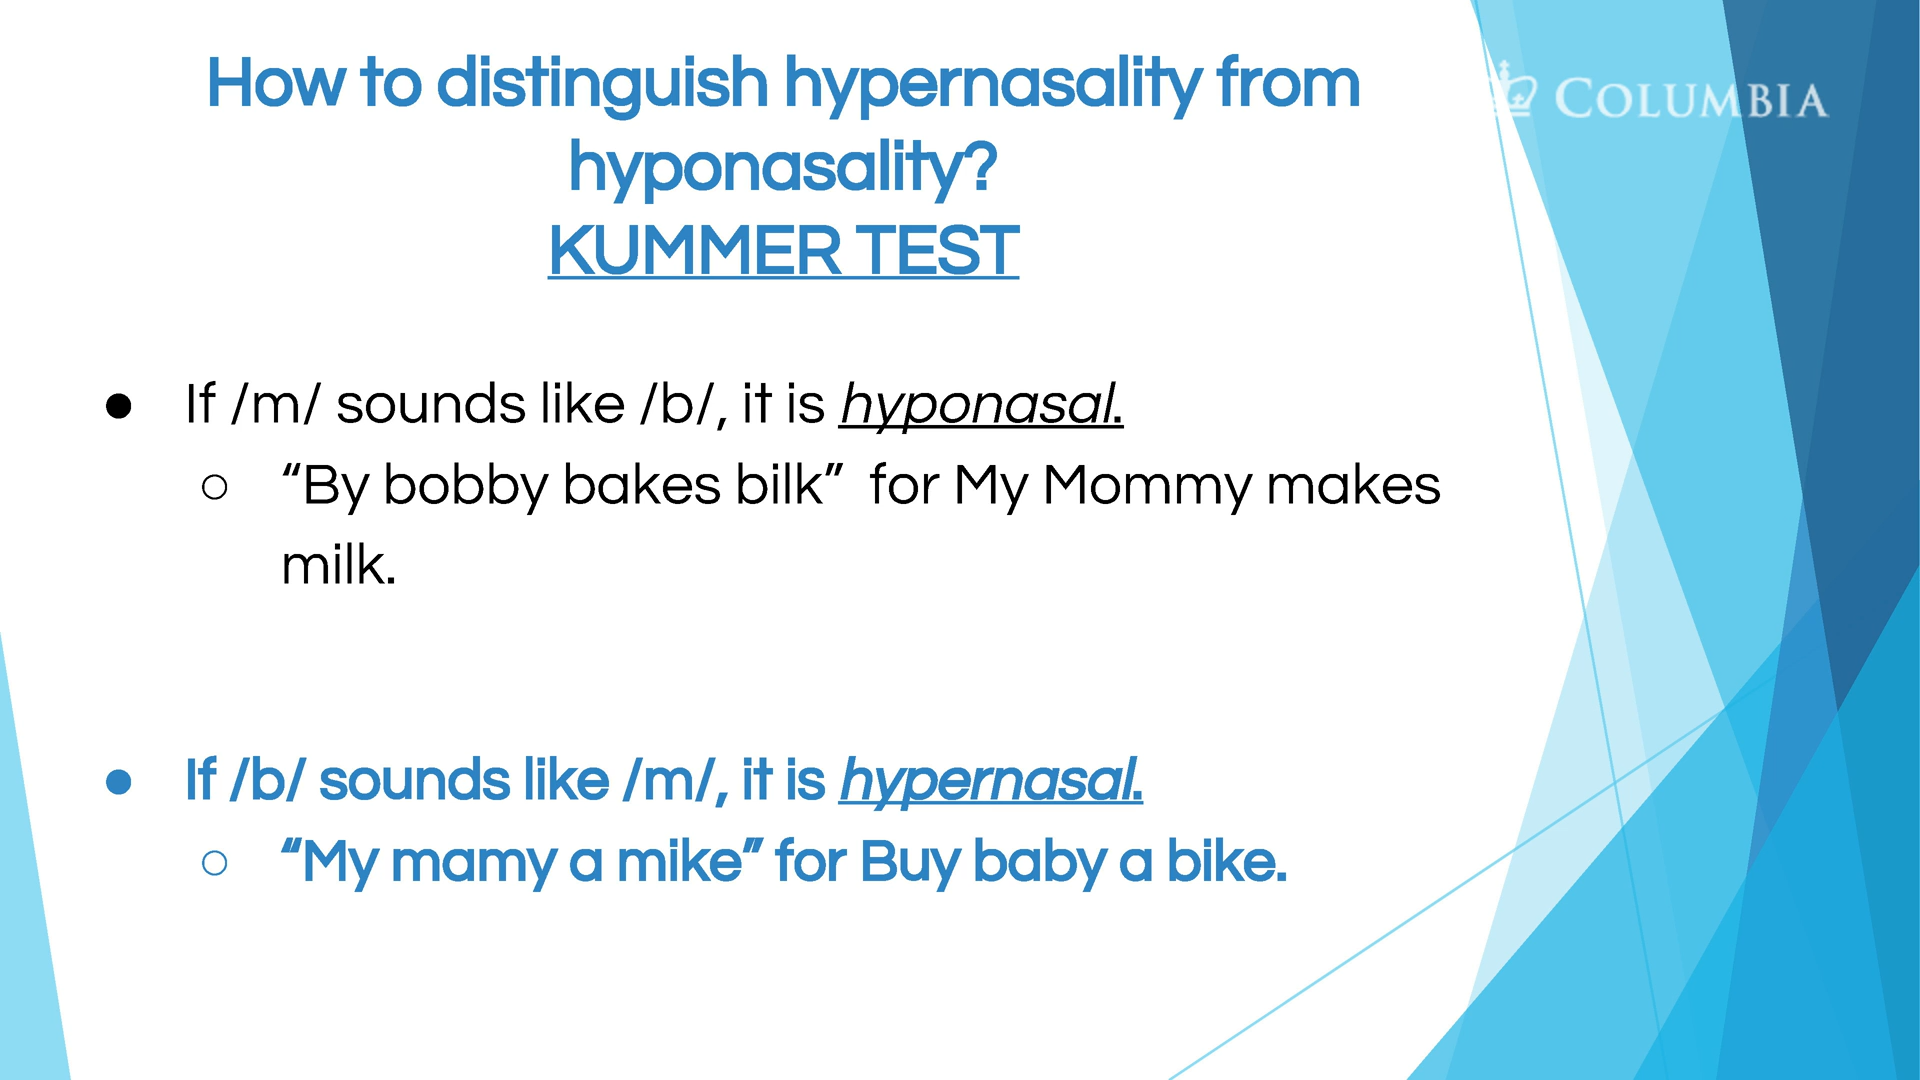 How to distinguish hypernasality from
hyponasality?
KUMMER TEST
COLUMBIA
● If /m/ sounds like /b/, it is hyponasal.
○ “By bobby bakes bilk”  for My Mommy makes
milk.
● If /b/ sounds like /m/, it is hypernasal.
○ “My mamy a mike” for Buy baby a bike.